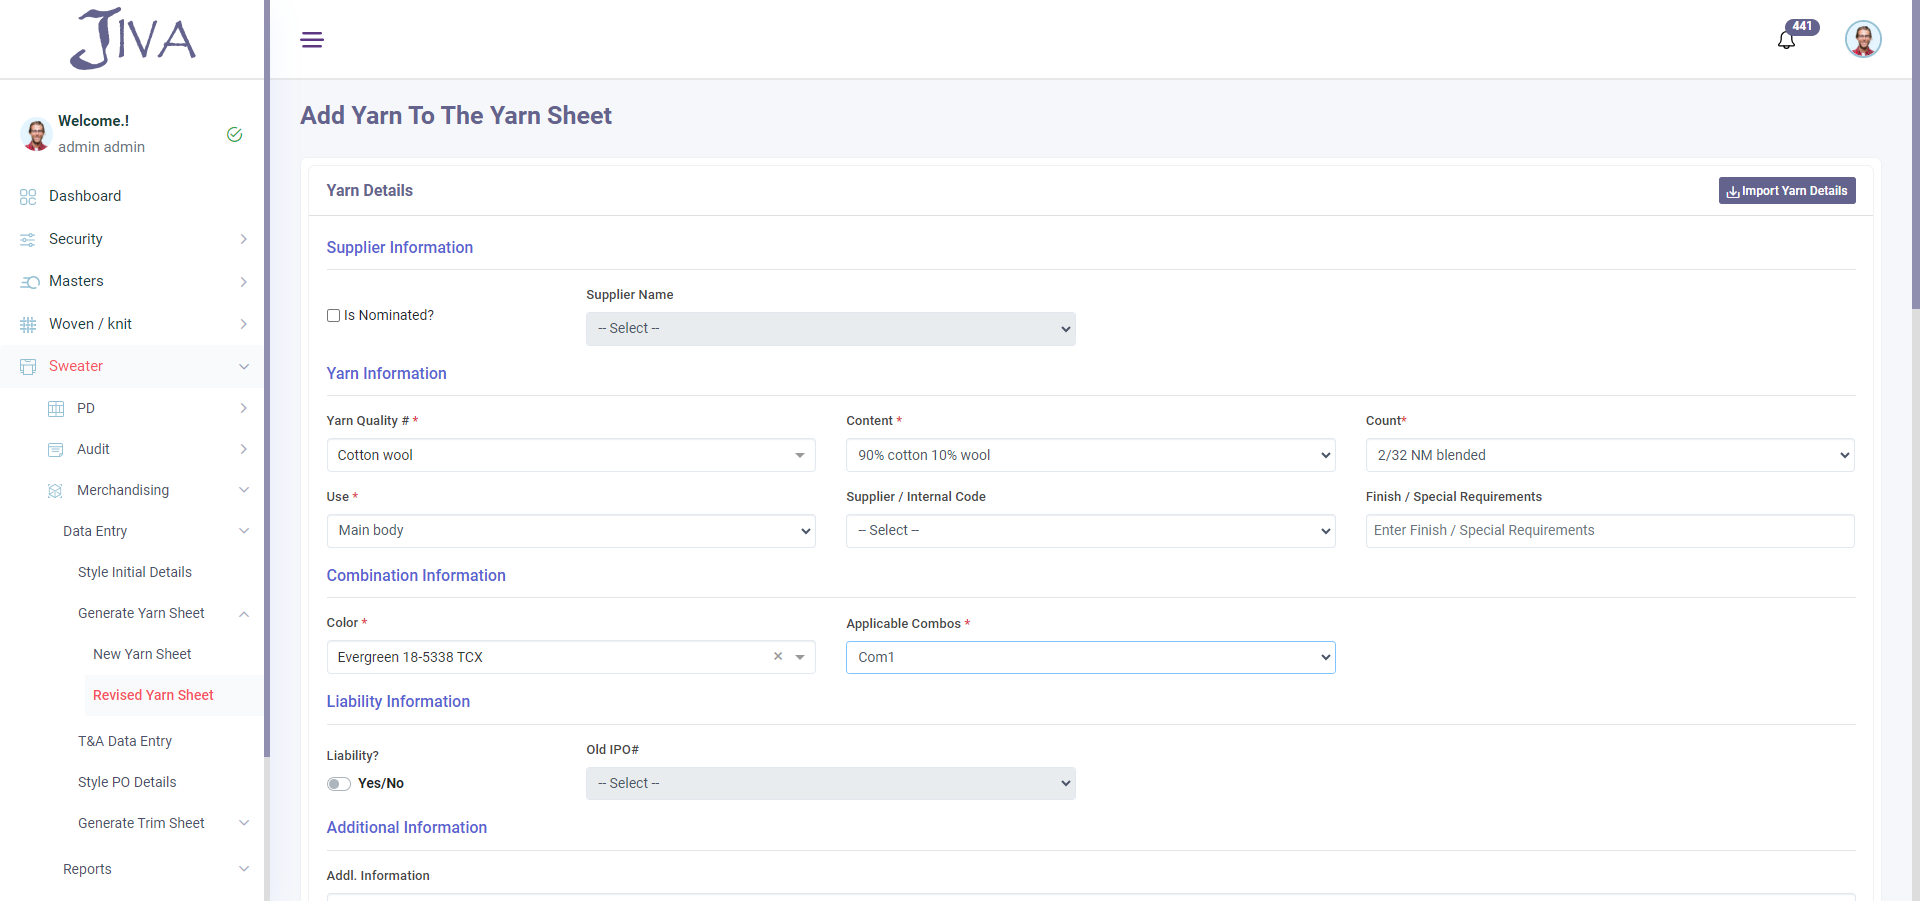 JIVA
441
Welcome.!
admin admin
Dashboard
Security
Masters
Woven / knit
Sweater
PD
Audit
Merchandising
Data Entry
Style Initial Details
Generate Yarn Sheet
New Yarn Sheet
Revised Yarn Sheet
T&A Data Entry
Style PO Details
Generate Trim Sheet
Reports
Add Yarn To The Yarn Sheet
Yarn Details
Import Yarn Details
Supplier Information
Is Nominated?
Supplier Name
-- Select --
Yarn Information
Yarn Quality # *
Content *
Count*
Cotton wool
90% cotton 10% wool
2/32 NM blended
Use *
Supplier / Internal Code
Finish / Special Requirements
Main body
-- Select --
Enter Finish / Special Requirements
Combination Information
Color *
Applicable Combos *
Evergreen 18-5338 TCX
Com1
Liability Information
Liability?
Old IPO#
Yes/No
-- Select --
Additional Information
Addl. Information